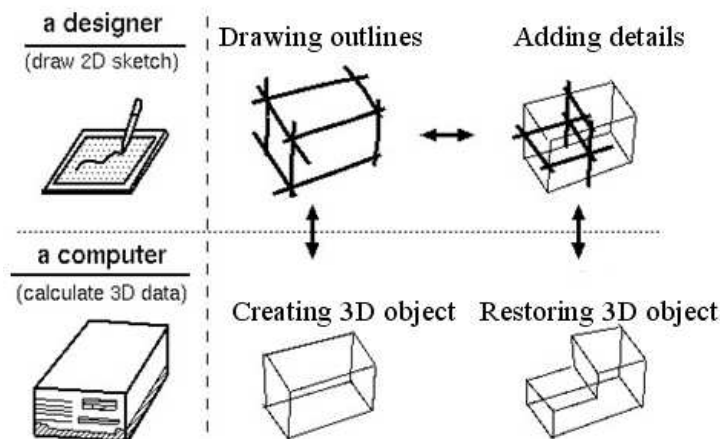 a designer
(draw 2D sketch)
Drawing outlines
Adding details
a computer
(calculate 3D data)
Creating 3D object
Restoring 3D object